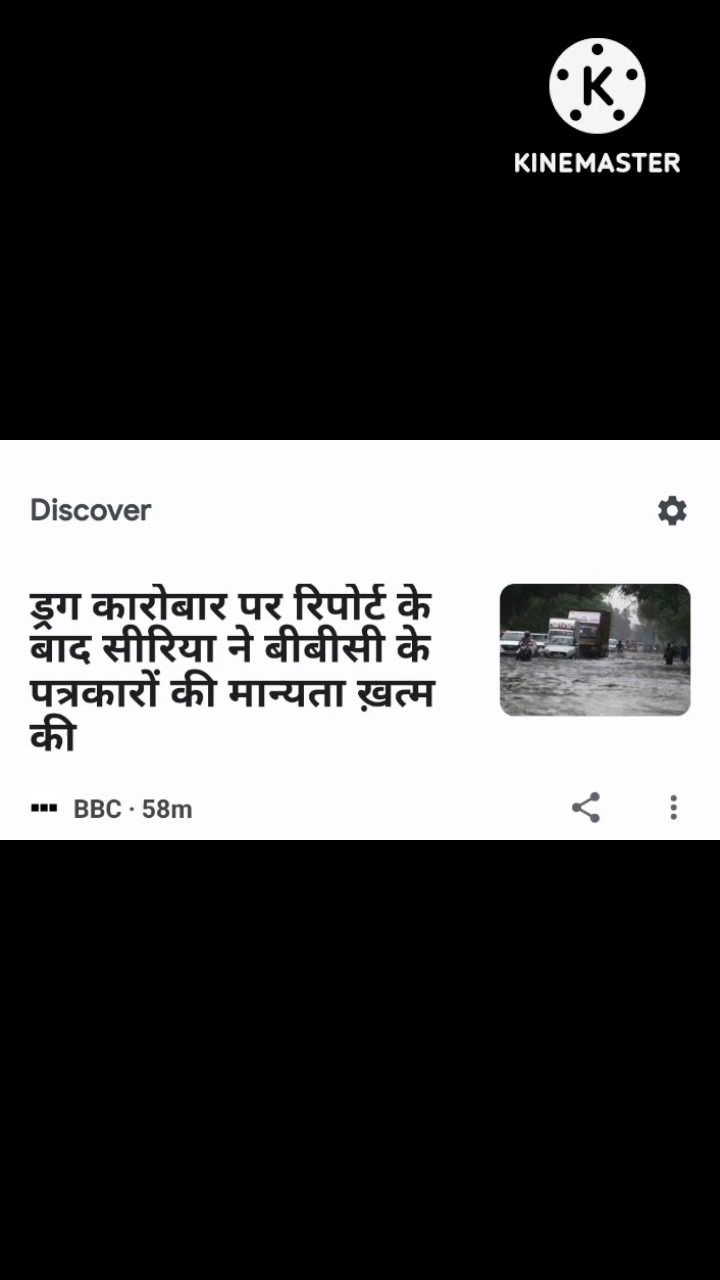 K
KINEMASTER
Discover
ड्रग कारोबार पर रिपोर्ट के
बाद सीरिया ने बीबीसी के
पत्रकारों की मान्यता ख़त्म
की
BBC · 58m